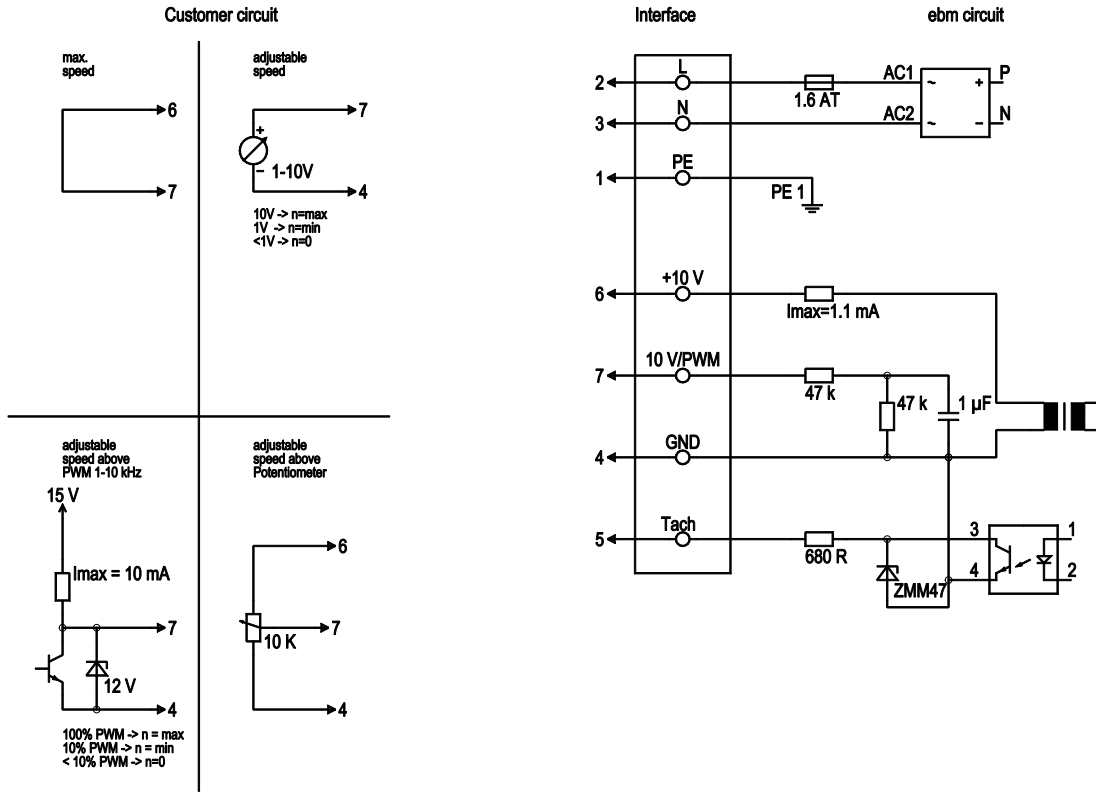 Customer circuit
Interface
ebm circuit
max.
speed
6
7
adjustable
speed
7
+
− 1-10V
4
10V -> n=max
1V -> n=min
<1V -> n=0
adjustable
speed above
PWM 1-10 kHz
15 V
Imax = 10 mA
7
12 V
4
100% PWM -> n = max
10% PWM -> n = min
< 10% PWM -> n=0
adjustable
speed above
Potentiometer
6
7
10 K
4
2 L 1.6 AT AC1 ~ + P
3 N AC2 ~ − N
1 PE PE 1
6 +10 V
Imax=1.1 mA
7 10 V/PWM
47 k
47 k 1 µF
4 GND
5 Tach 680 R 3 1
ZMM47 4 2